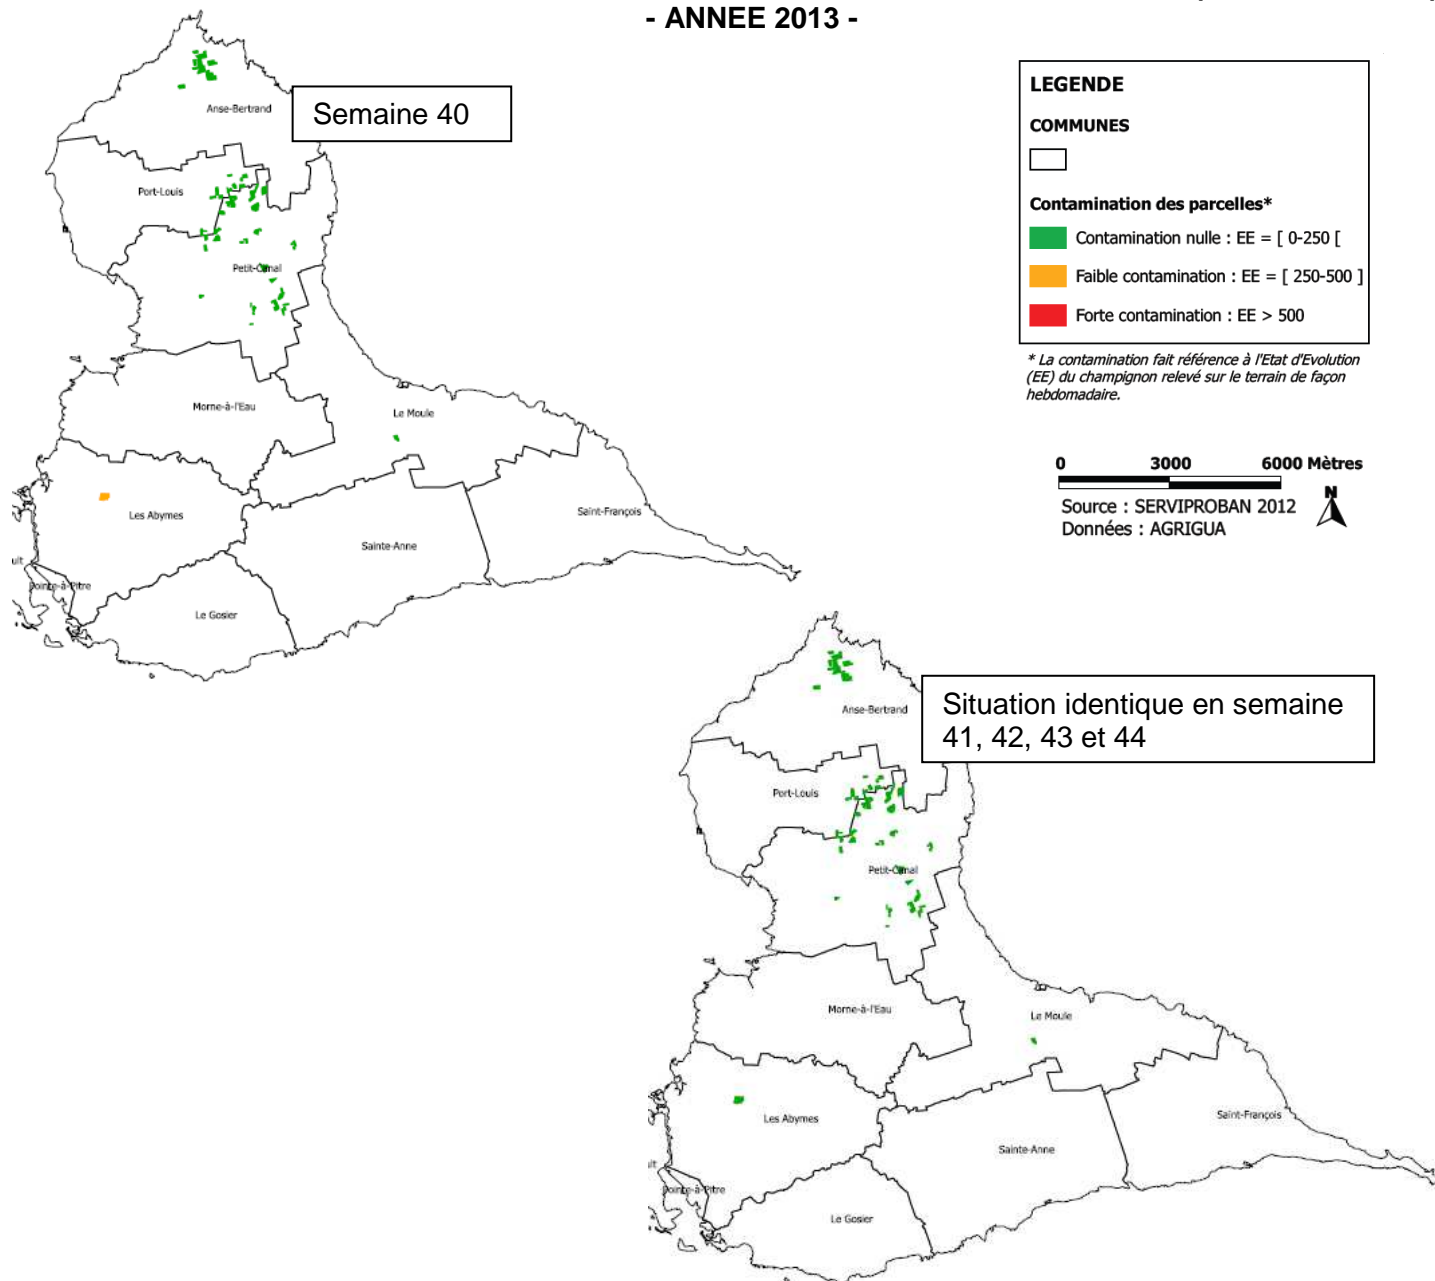 - ANNEE 2013 -
Semaine 40
Anse-Bertrand
Port-Louis
Petit-Canal
Morne-à-l'Eau
Le Moule
Les Abymes
Saint-François
Sainte-Anne
Pointe-à-Pitre
Le Gosier
LEGENDE
COMMUNES
Contamination des parcelles*
Contamination nulle : EE = [ 0-250 [
Faible contamination : EE = [ 250-500 ]
Forte contamination : EE > 500
* La contamination fait référence à l'Etat d'Evolution
(EE) du champignon relevé sur le terrain de façon
hebdomadaire.
0 3000 6000 Mètres
Source : SERVIPROBAN 2012
Données : AGRIGUA
N
Situation identique en semaine
41, 42, 43 et 44
Anse-Bertrand
Port-Louis
Petit-Canal
Morne-à-l'Eau
Le Moule
Les Abymes
Saint-François
Sainte-Anne
Pointe-à-Pitre
Le Gosier